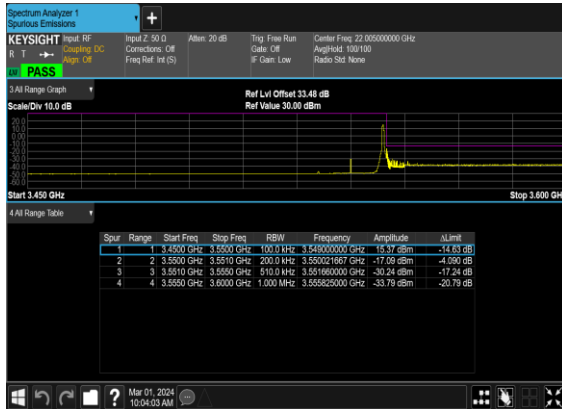 Spectrum Analyzer 1
Spurious Emissions
+
KEYSIGHT Input: RF Input Z: 50 Ω Atten: 20 dB Trig: Free Run Center Freq: 22.005000000 GHz
R T Coupling: DC Corrections: Off Gate: Off Avg|Hold: 100/100
Align: Off Freq Ref: Int (S) IF Gain: Low Radio Std: None
PASS
3 All Range Graph Ref Lvl Offset 33.48 dB
Scale/Div 10.0 dB Ref Value 30.00 dBm
20.0
10.0
0.00
-10.0
-20.0
-30.0
-40.0
-50.0
-60.0
Start 3.450 GHz Stop 3.600 GH
4 All Range Table
Spur Range Start Freq Stop Freq RBW Frequency Amplitude ΔLimit
1 1 3.4500 GHz 3.5500 GHz 100.0 kHz 3.549000000 GHz 15.37 dBm -14.63 dB
2 2 3.5500 GHz 3.5510 GHz 200.0 kHz 3.550021667 GHz -17.09 dBm -4.090 dB
3 3 3.5510 GHz 3.5550 GHz 510.0 kHz 3.551660000 GHz -30.24 dBm -17.24 dB
4 4 3.5550 GHz 3.6000 GHz 1.000 MHz 3.555825000 GHz -33.79 dBm -20.79 dB
? Mar 01, 2024
10:04:03 AM